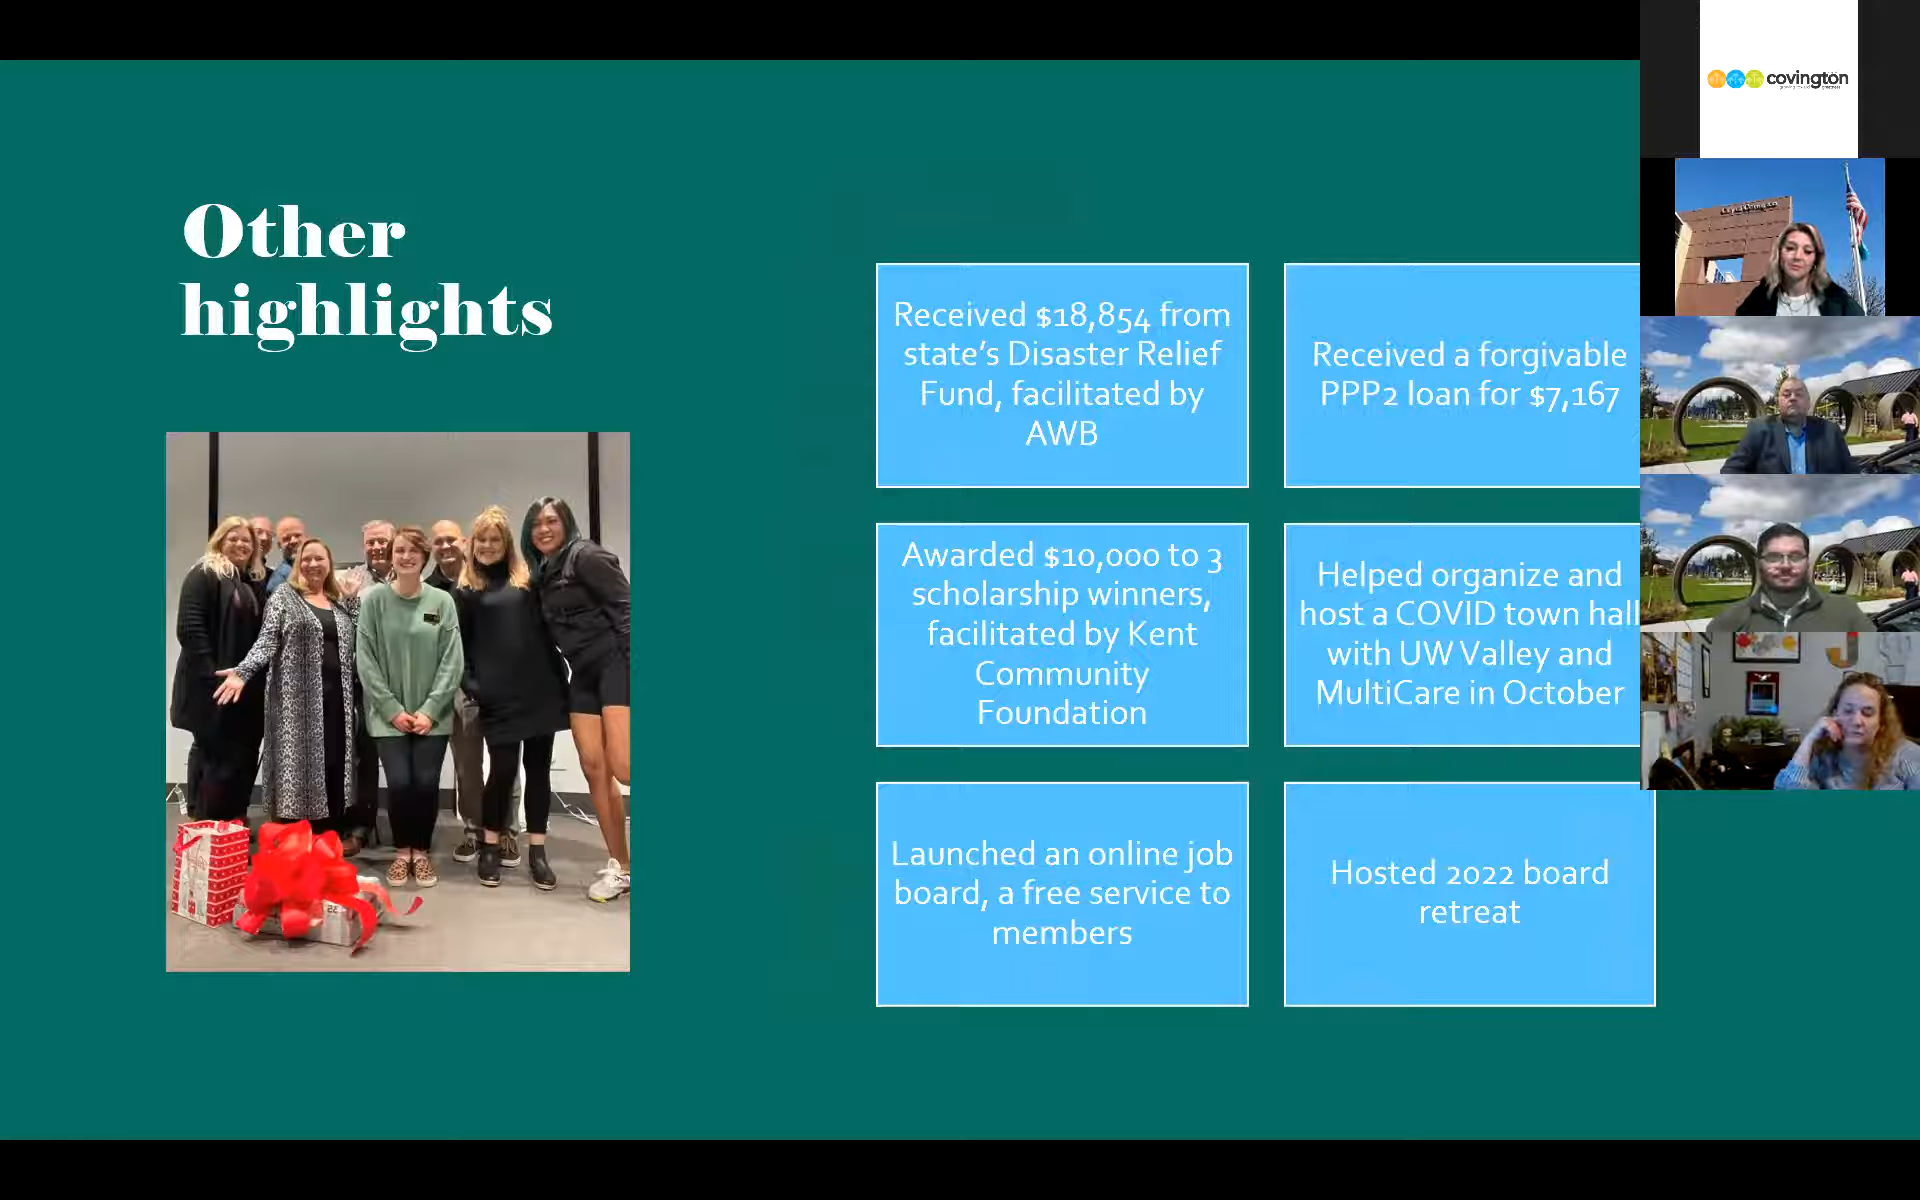 Other
highlights
Received $18,854 from
state's Disaster Relief
Fund, facilitated by
AWB
Received a forgivable
PPP2 loan for $7,167
Awarded $10,000 to 3
scholarship winners,
facilitated by Kent
Community
Foundation
Helped organize and
host a COVID town hall
with UW Valley and
MultiCare in October
Launched an online job
board, a free service to
members
Hosted 2022 board
retreat
covington